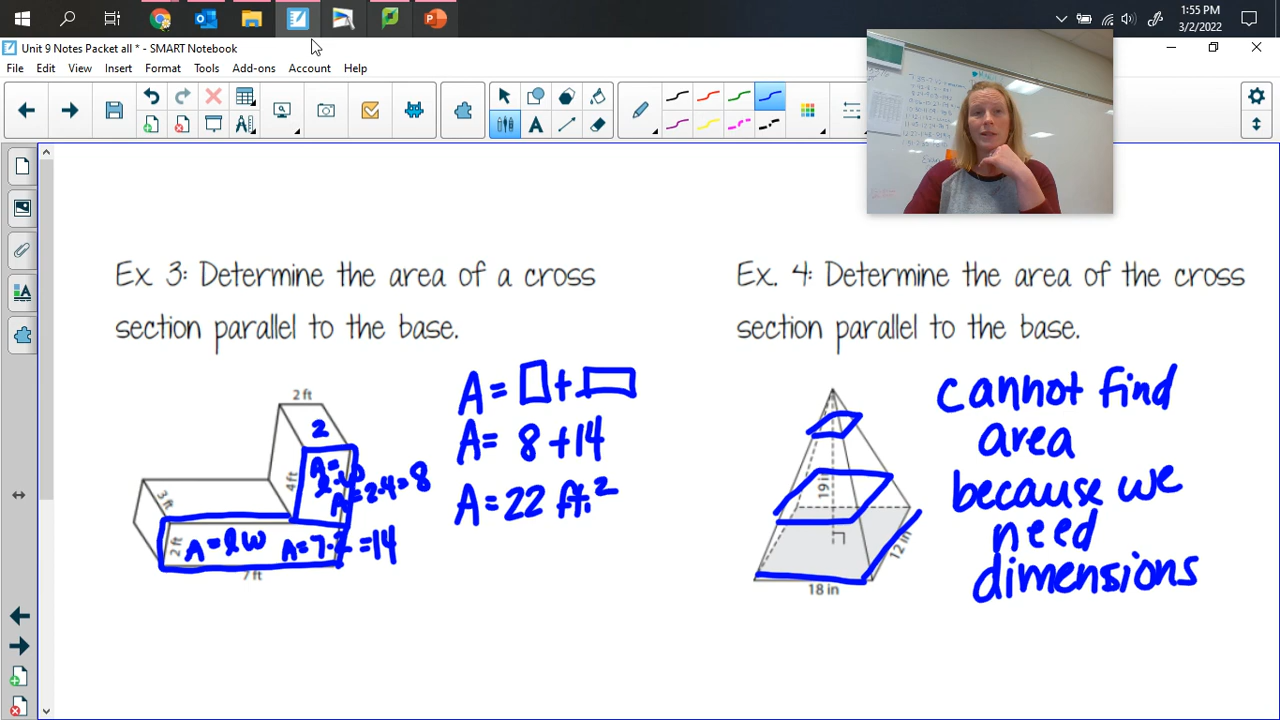 1:55 PM
3/2/2022
Unit 9 Notes Packet all * - SMART Notebook
File Edit View Insert Format Tools Add-ons Account Help
Ex. 3: Determine the area of a cross
section parallel to the base.
2 ft
2
4ft
A=
A=2·4=8
3 ft
2 ft
A=lw A=7·2=14
7 ft
A= +
A= 8+14
A= 22 ft.²
Ex. 4: Determine the area of the cross
section parallel to the base.
19 in
12 in
18 in
cannot find
area
because we
need
dimensions